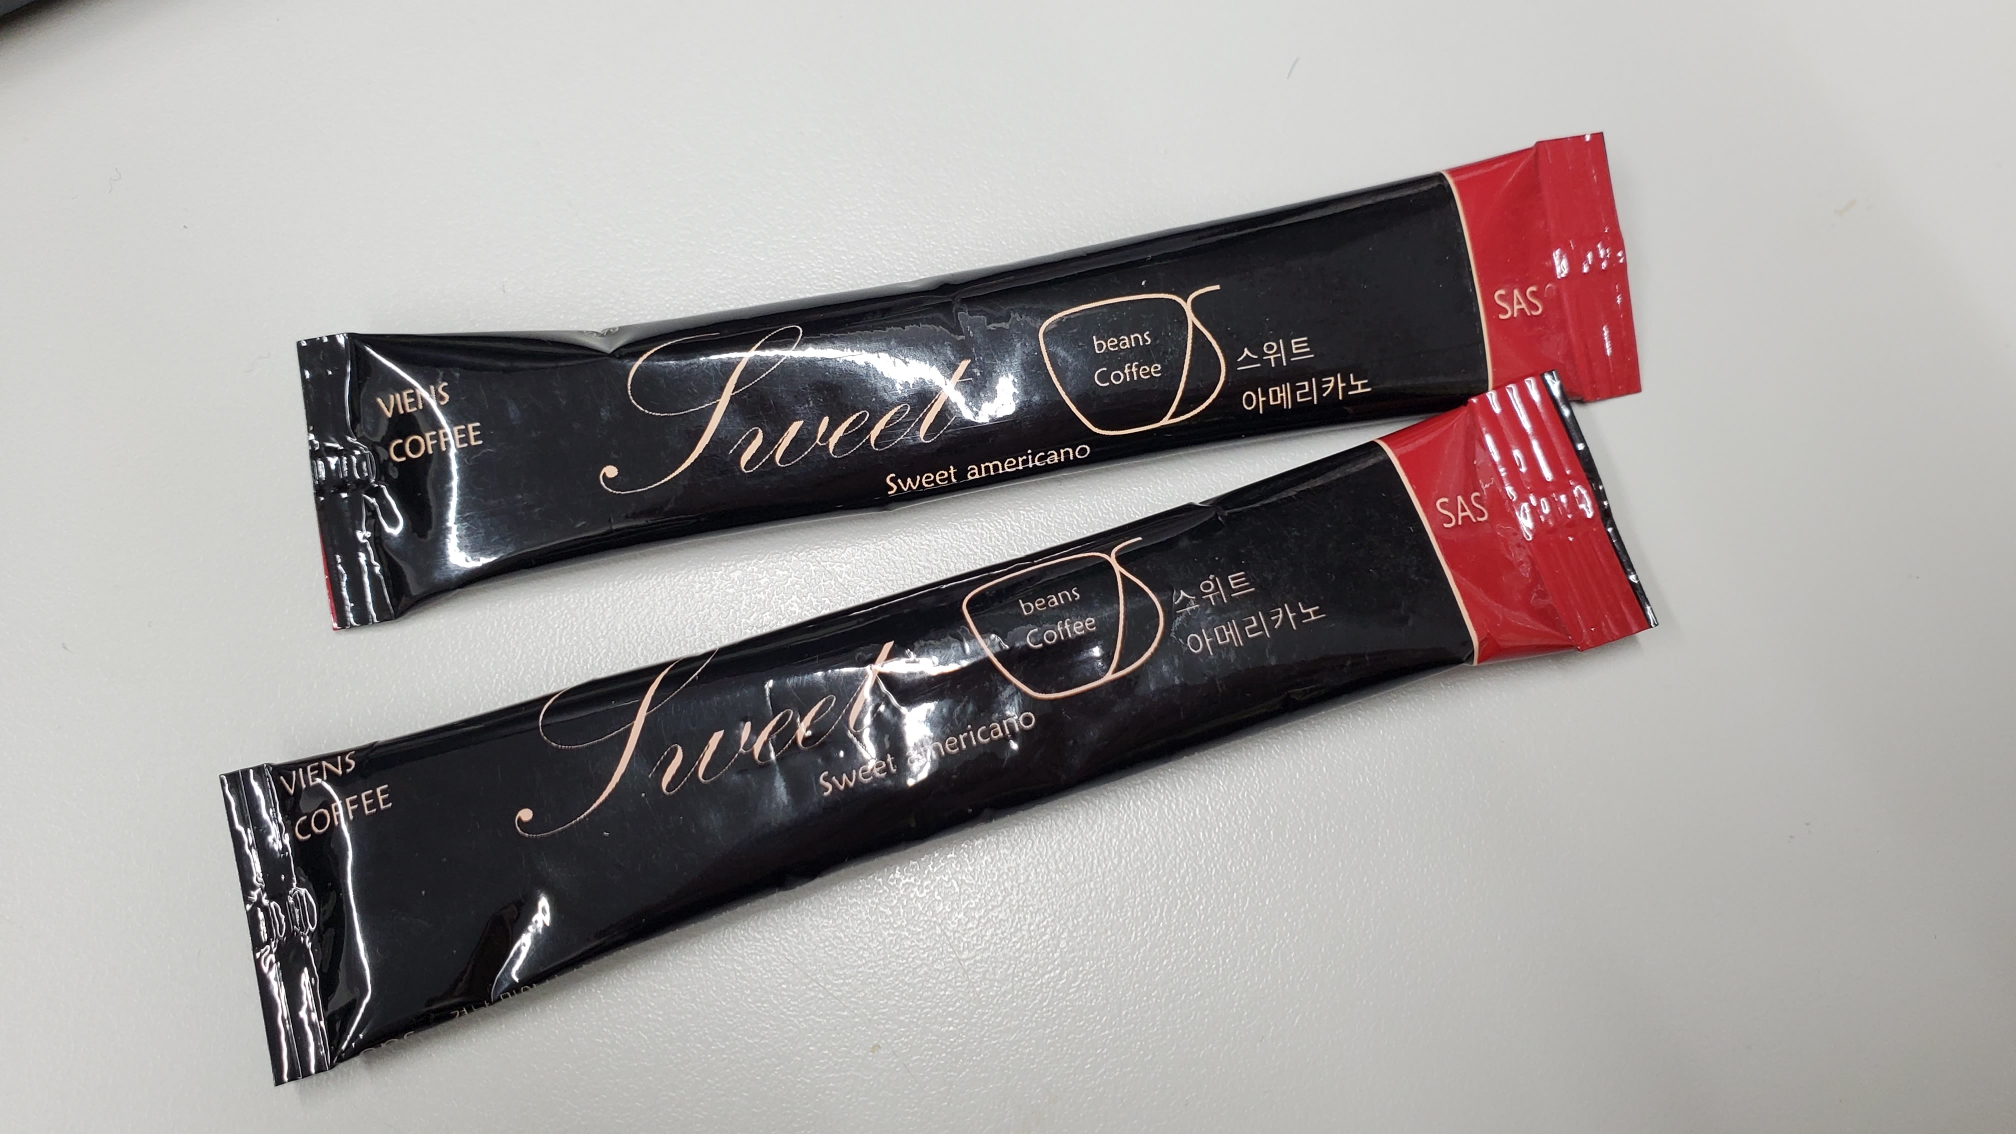 VIENS
COFFEE
Sweet
beans
Coffee
스위트
아메리카노
Sweet americano
SAS
VIENS
COFFEE
Sweet
beans
Coffee
스위트
아메리카노
Sweet americano
SAS